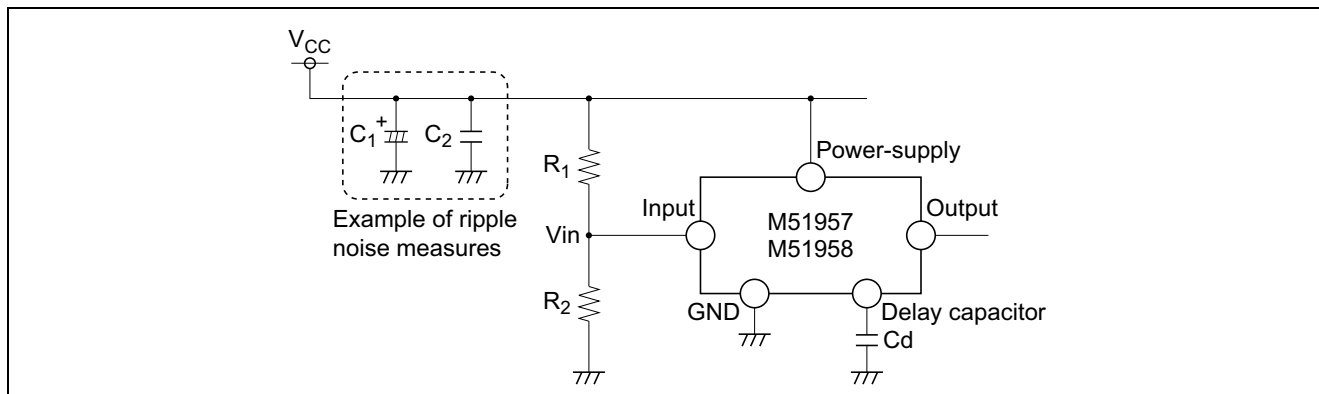 VCC
C1
+
C2
R1
Power-supply
Input
M51957
M51958
Output
Example of ripple
noise measures
Vin
R2
GND
Delay capacitor
Cd